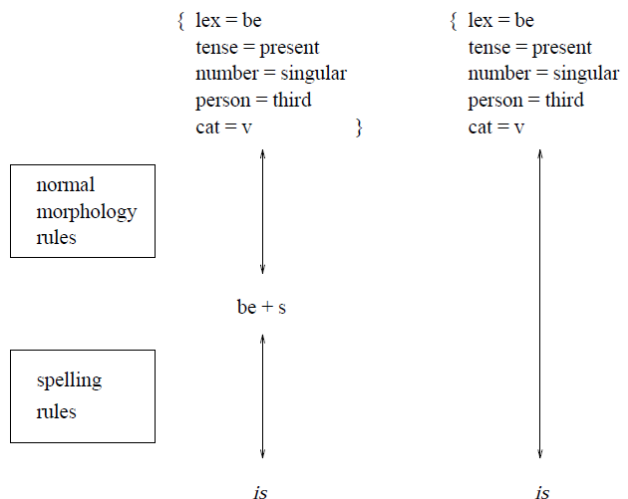 { lex = be
tense = present
number = singular
person = third
cat = v }
{ lex = be
tense = present
number = singular
person = third
cat = v
normal
morphology
rules
be + s
spelling
rules
is
is